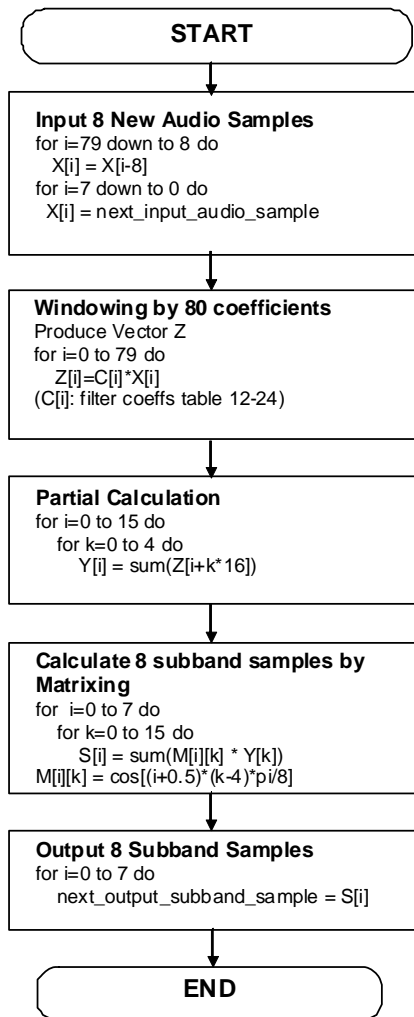 START
Input 8 New Audio Samples
for i=79 down to 8 do
X[i] = X[i-8]
for i=7 down to 0 do
X[i] = next_input_audio_sample
Windowing by 80 coefficients
Produce Vector Z
for i=0 to 79 do
Z[i]=C[i]*X[i]
(C[i]: filter coeffs table 12-24)
Partial Calculation
for i=0 to 15 do
for k=0 to 4 do
Y[i] = sum(Z[i+k*16])
Calculate 8 subband samples by
Matrixing
for i=0 to 7 do
for k=0 to 15 do
S[i] = sum(M[i][k] * Y[k])
M[i][k] = cos[(i+0.5)*(k-4)*pi/8]
Output 8 Subband Samples
for i=0 to 7 do
next_output_subband_sample = S[i]
END